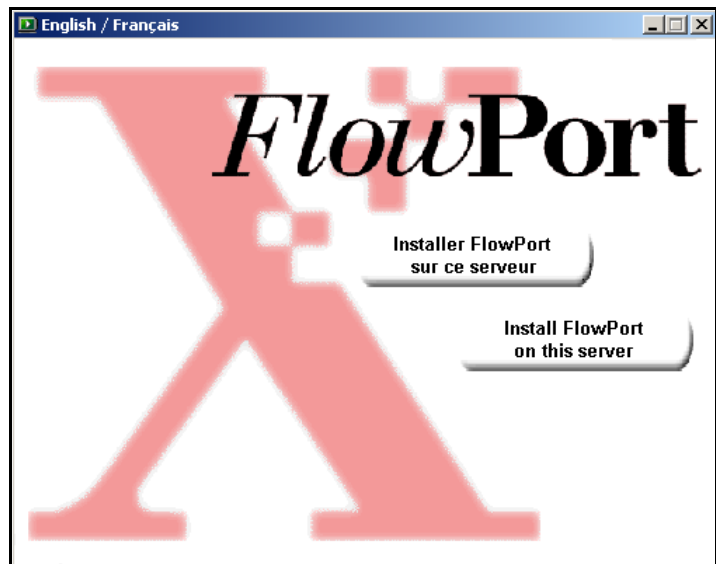 English / Français
FlowPort
Installer FlowPort
sur ce serveur
Install FlowPort
on this server